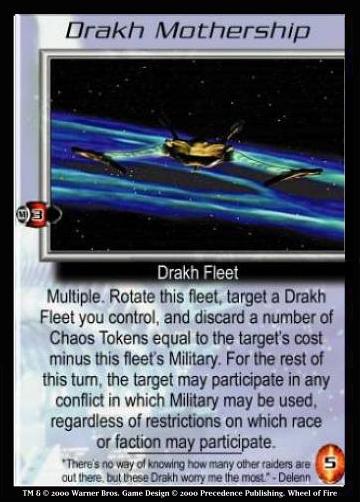 Drakh Mothership
M 3
Drakh Fleet
Multiple. Rotate this fleet, target a Drakh
Fleet you control, and discard a number of
Chaos Tokens equal to the target's cost
minus this fleet's Military. For the rest of
this turn, the target may participate in any
conflict in which Military may be used,
regardless of restrictions on which race
or faction may participate.
"There's no way of knowing how many other raiders are
out there, but these Drakh worry me the most." - Delenn
5
TM & © 2000 Warner Bros. Game Design © 2000 Precedence Publishing. Wheel of Fire